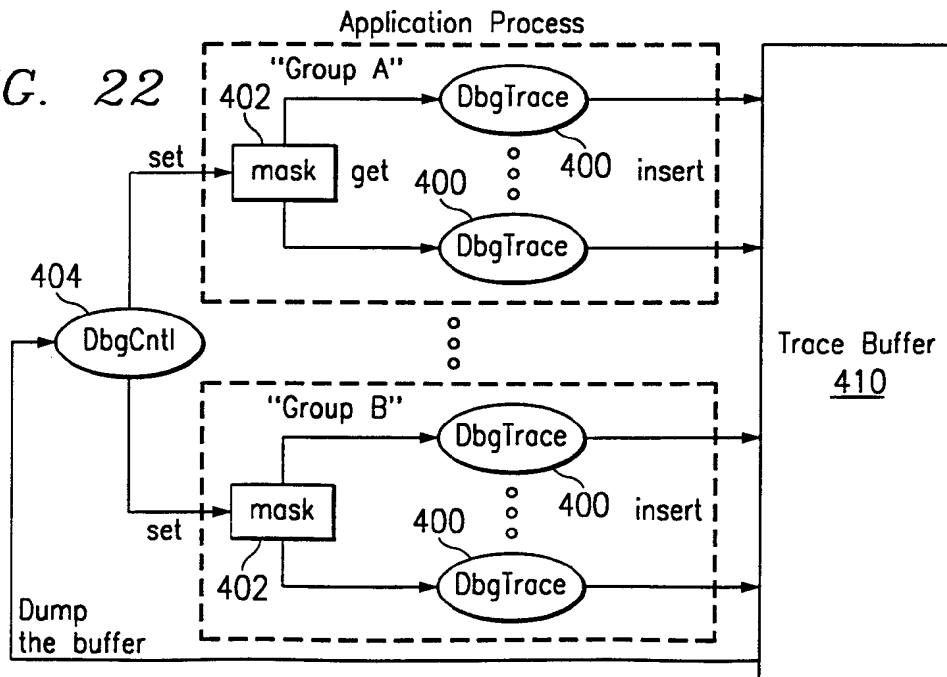 Application Process
G. 22
"Group A"
402
DbgTrace
set
mask
get
400
insert
400
DbgTrace
404
DbgCntl
Trace Buffer
410
"Group B"
DbgTrace
mask
400
insert
set
400
402
DbgTrace
Dump
the buffer